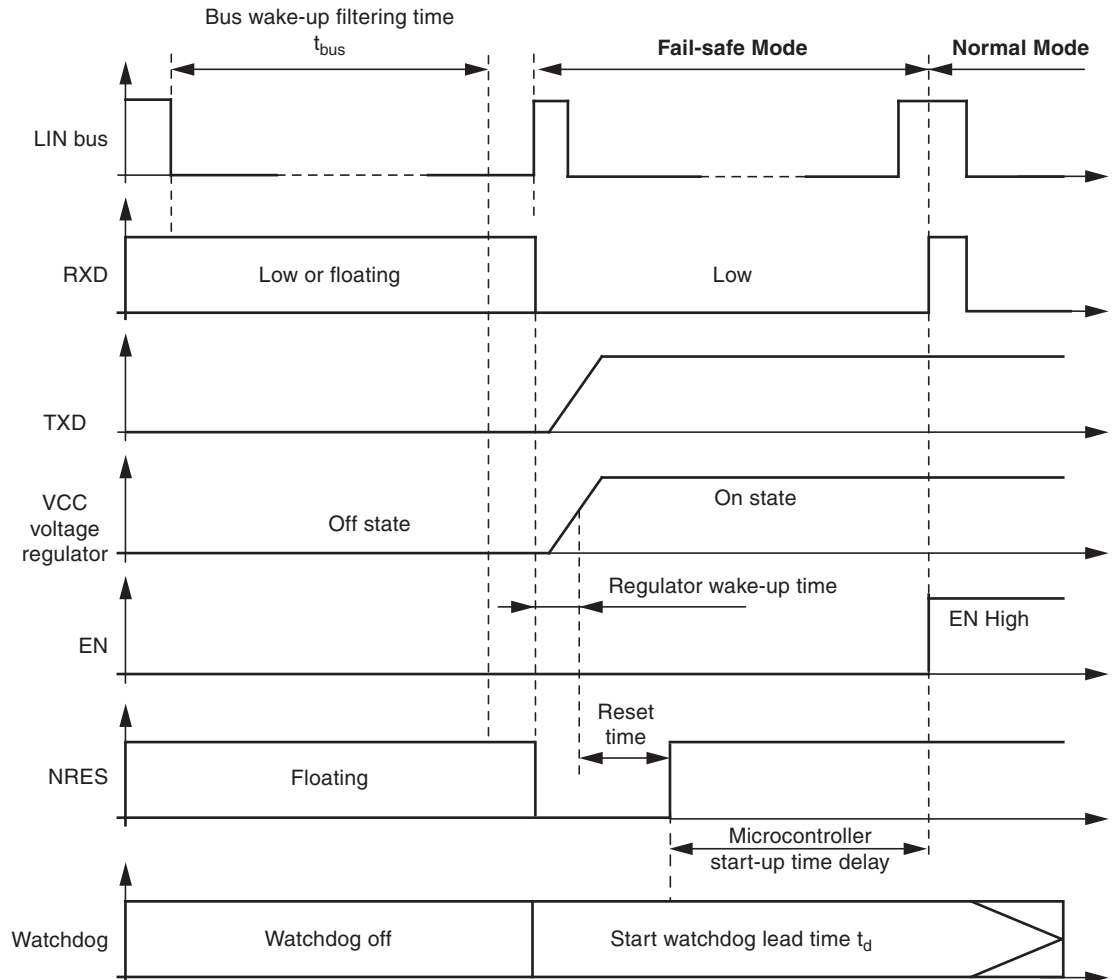 Bus wake-up filtering time
t_bus
Fail-safe Mode
Normal Mode
LIN bus
RXD
Low or floating
Low
TXD
VCC
voltage
regulator
Off state
On state
Regulator wake-up time
EN
EN High
Reset
time
NRES
Floating
Microcontroller
start-up time delay
Watchdog
Watchdog off
Start watchdog lead time t_d